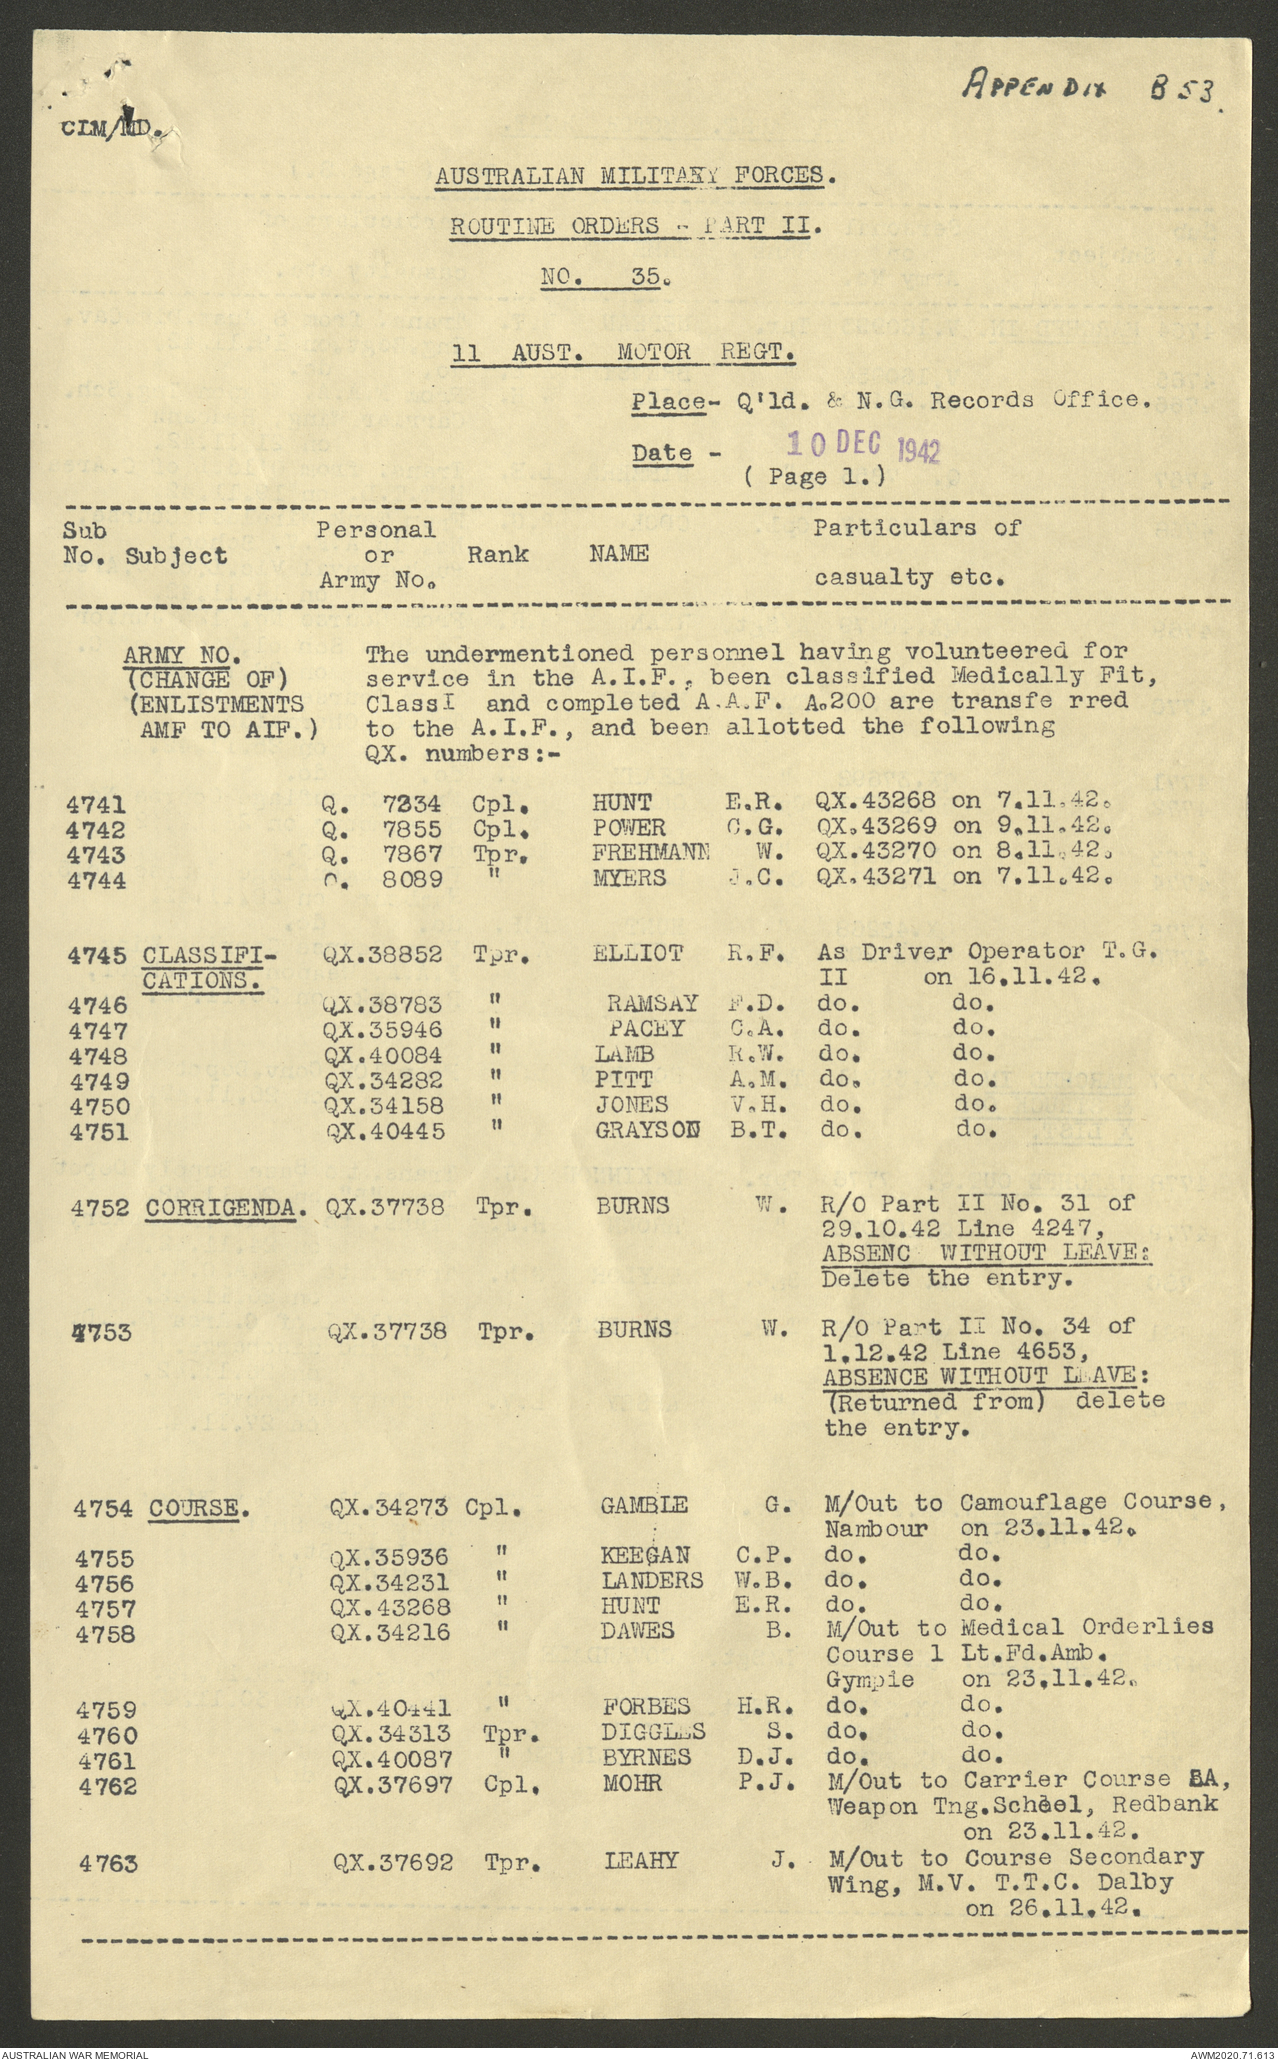 APPENDIX B53.
CLM/MD.
AUSTRALIAN MILITARY FORCES.
ROUTINE ORDERS - PART II.
NO. 35.
11 AUST. MOTOR REGT.
Place- Q'ld. & N.G. Records Office.
Date - 10 DEC 1942
( Page 1.)
Sub Personal Particulars of
No. Subject or Rank NAME
Army No. casualty etc.
ARMY NO. The undermentioned personnel having volunteered for
(CHANGE OF) service in the A.I.F., been classified Medically Fit,
(ENLISTMENTS ClassI and completed A.A.F. A.200 are transfe rred
AMF TO AIF.) to the A.I.F., and been allotted the following
QX. numbers:-
4741 Q. 7234 Cpl. HUNT E.R. QX.43268 on 7.11.42.
4742 Q. 7855 Cpl. POWER C.G. QX.43269 on 9.11.42.
4743 Q. 7867 Tpr. FREHMANN W. QX.43270 on 8.11.42.
4744 Q. 8089 " MYERS J.C. QX.43271 on 7.11.42.
4745 CLASSIFI- QX.38852 Tpr. ELLIOT R.F. As Driver Operator T.G.
CATIONS. II on 16.11.42.
4746 QX.38783 " RAMSAY F.D. do. do.
4747 QX.35946 " PACEY C.A. do. do.
4748 QX.40084 " LAMB R.W. do. do.
4749 QX.34282 " PITT A.M. do. do.
4750 QX.34158 " JONES V.H. do. do.
4751 QX.40445 " GRAYSON B.T. do. do.
4752 CORRIGENDA. QX.37738 Tpr. BURNS W. R/O Part II No. 31 of
29.10.42 Line 4247,
ABSENC WITHOUT LEAVE:
Delete the entry.
4753 QX.37738 Tpr. BURNS W. R/O Part II No. 34 of
1.12.42 Line 4653,
ABSENCE WITHOUT LEAVE:
(Returned from) delete
the entry.
4754 COURSE. QX.34273 Cpl. GAMBLE G. M/Out to Camouflage Course,
Nambour on 23.11.42.
4755 QX.35936 " KEEGAN C.P. do. do.
4756 QX.34231 " LANDERS W.B. do. do.
4757 QX.43268 " HUNT E.R. do. do.
4758 QX.34216 " DAWES B. M/Out to Medical Orderlies
Course 1 Lt.Fd.Amb.
Gympie on 23.11.42.
4759 QX.40441 " FORBES H.R. do. do.
4760 QX.34313 Tpr. DIGGLES S. do. do.
4761 QX.40087 " BYRNES D.J. do. do.
4762 QX.37697 Cpl. MOHR P.J. M/Out to Carrier Course
Weapon Tng.School, Redbank
on 23.11.42.
4763 QX.37692 Tpr. LEAHY J. M/Out to Course Secondary
Wing, M.V. T.T.C. Dalby
on 26.11.42.
AUSTRALIAN WAR MEMORIAL AWM2020.71.613